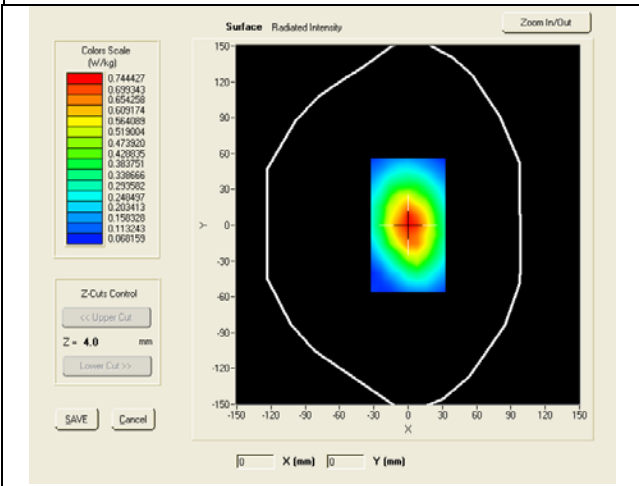 Surface Radiated Intensity
Zoom In/Out
Colors Scale
(W/kg)
0.744427
0.699343
0.654258
0.609174
0.564089
0.519004
0.473920
0.428835
0.383751
0.338666
0.293582
0.248497
0.203413
0.158328
0.113243
0.068159
Z-Cuts Control
<< Upper Cut
Z = 4.0 mm
Lower Cut >>
SAVE Cancel
150
120
90
60
30
Y 0
-30
-60
-90
-120
-150
-150 -120 -90 -60 -30 0 30 60 90 120 150
X
0 X (mm) 0 Y (mm)